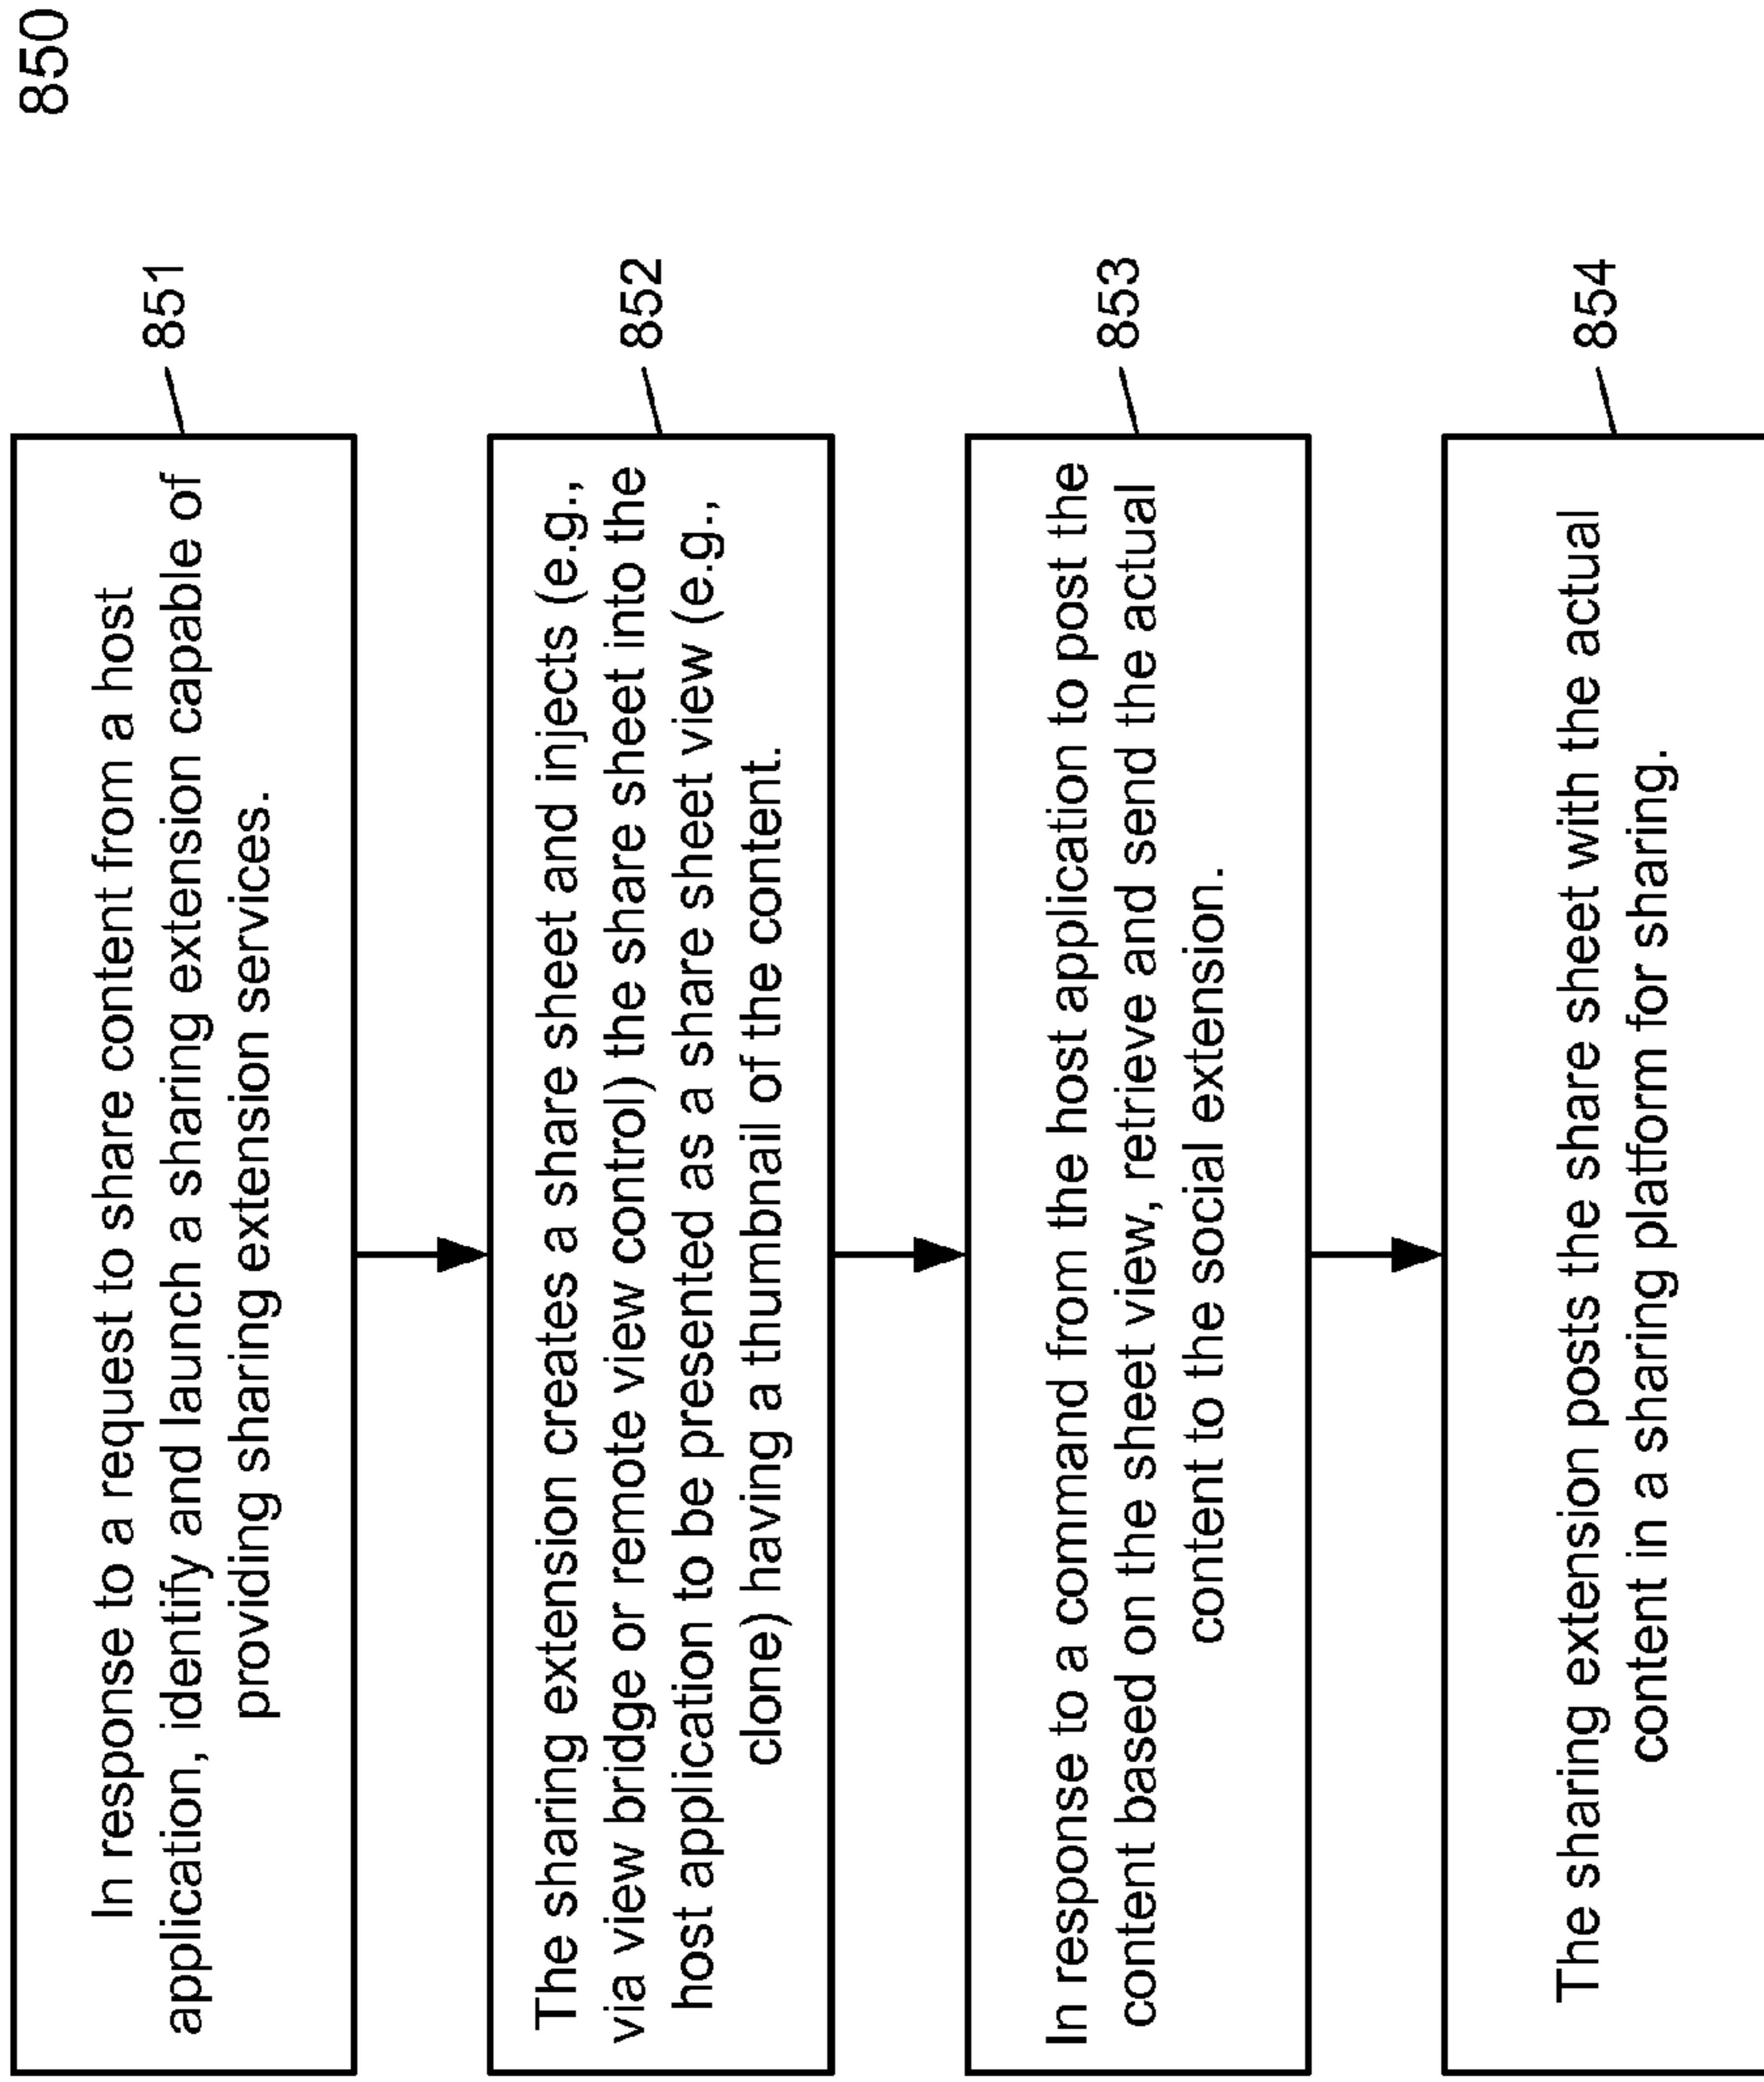 850
In response to a request to share content from a host
application, identify and launch a sharing extension capable of
providing sharing extension services.
851
The sharing extension creates a share sheet and injects (e.g.,
via view bridge or remote view control) the share sheet into the
host application to be presented as a share sheet view (e.g.,
clone) having a thumbnail of the content.
852
In response to a command from the host application to post the
content based on the sheet view, retrieve and send the actual
content to the social extension.
853
The sharing extension posts the share sheet with the actual
content in a sharing platform for sharing.
854